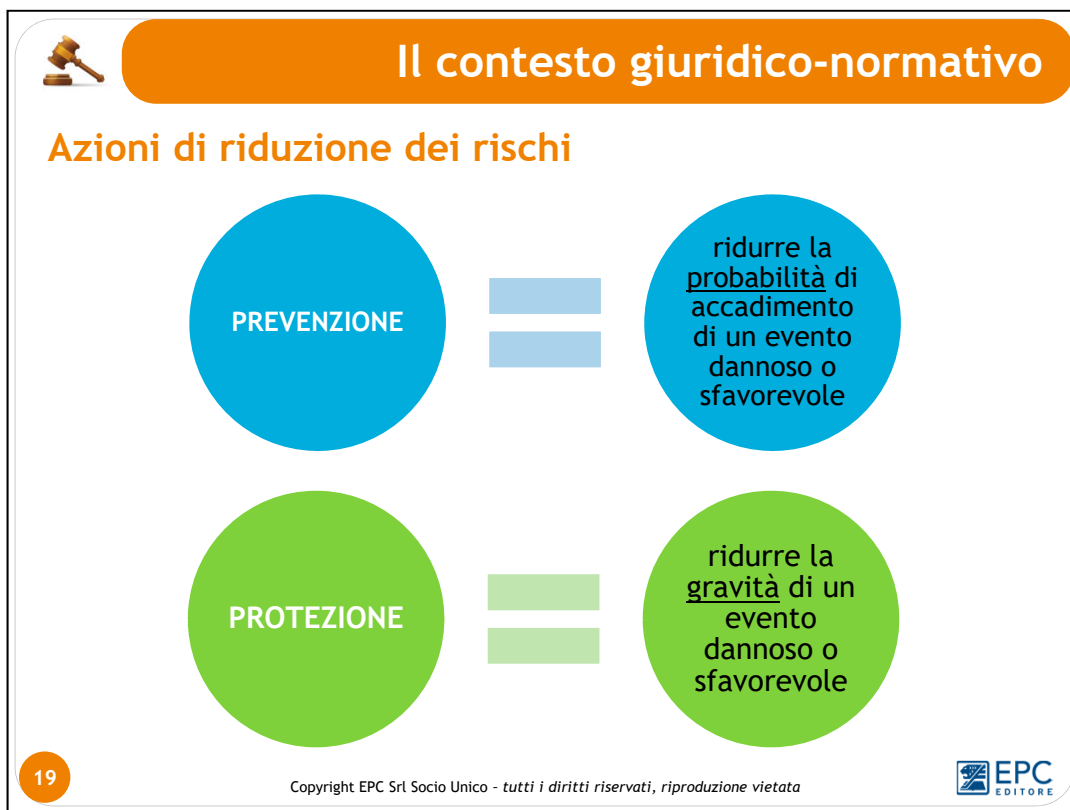 Il contesto giuridico-normativo
Azioni di riduzione dei rischi
PREVENZIONE
ridurre la
probabilità di
accadimento
di un evento
dannoso o
sfavorevole
PROTEZIONE
ridurre la
gravità di un
evento
dannoso o
sfavorevole
19
Copyright EPC Srl Socio Unico - tutti i diritti riservati, riproduzione vietata
EPC
EDITORE